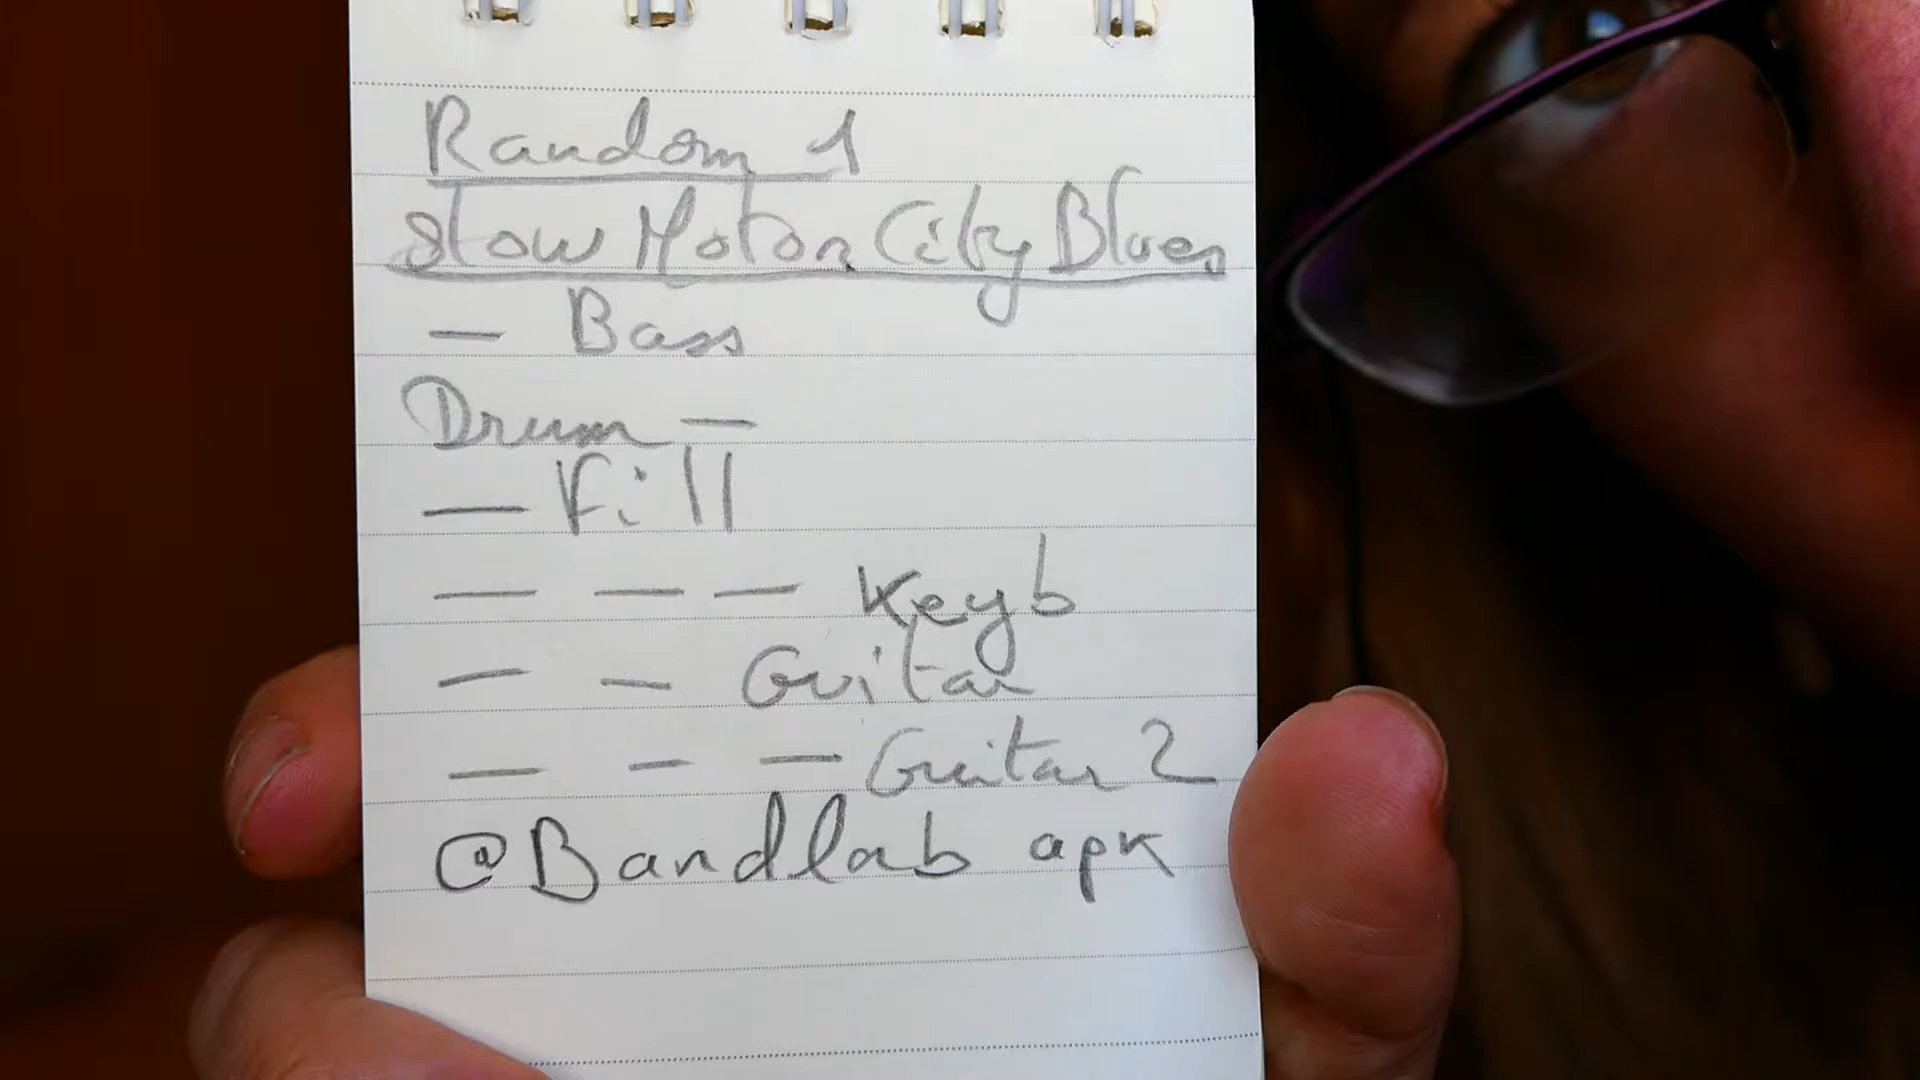 Random 1
Slow Motor City Blues
— Bass
Drum —
— Fill
— — — Keyb
— — Guitar
— — — Guitar 2
@Bandlab apk